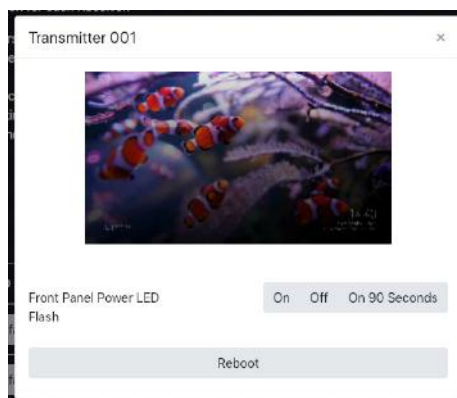 Transmitter 001
×
Front Panel Power LED
Flash
On Off On 90 Seconds
Reboot